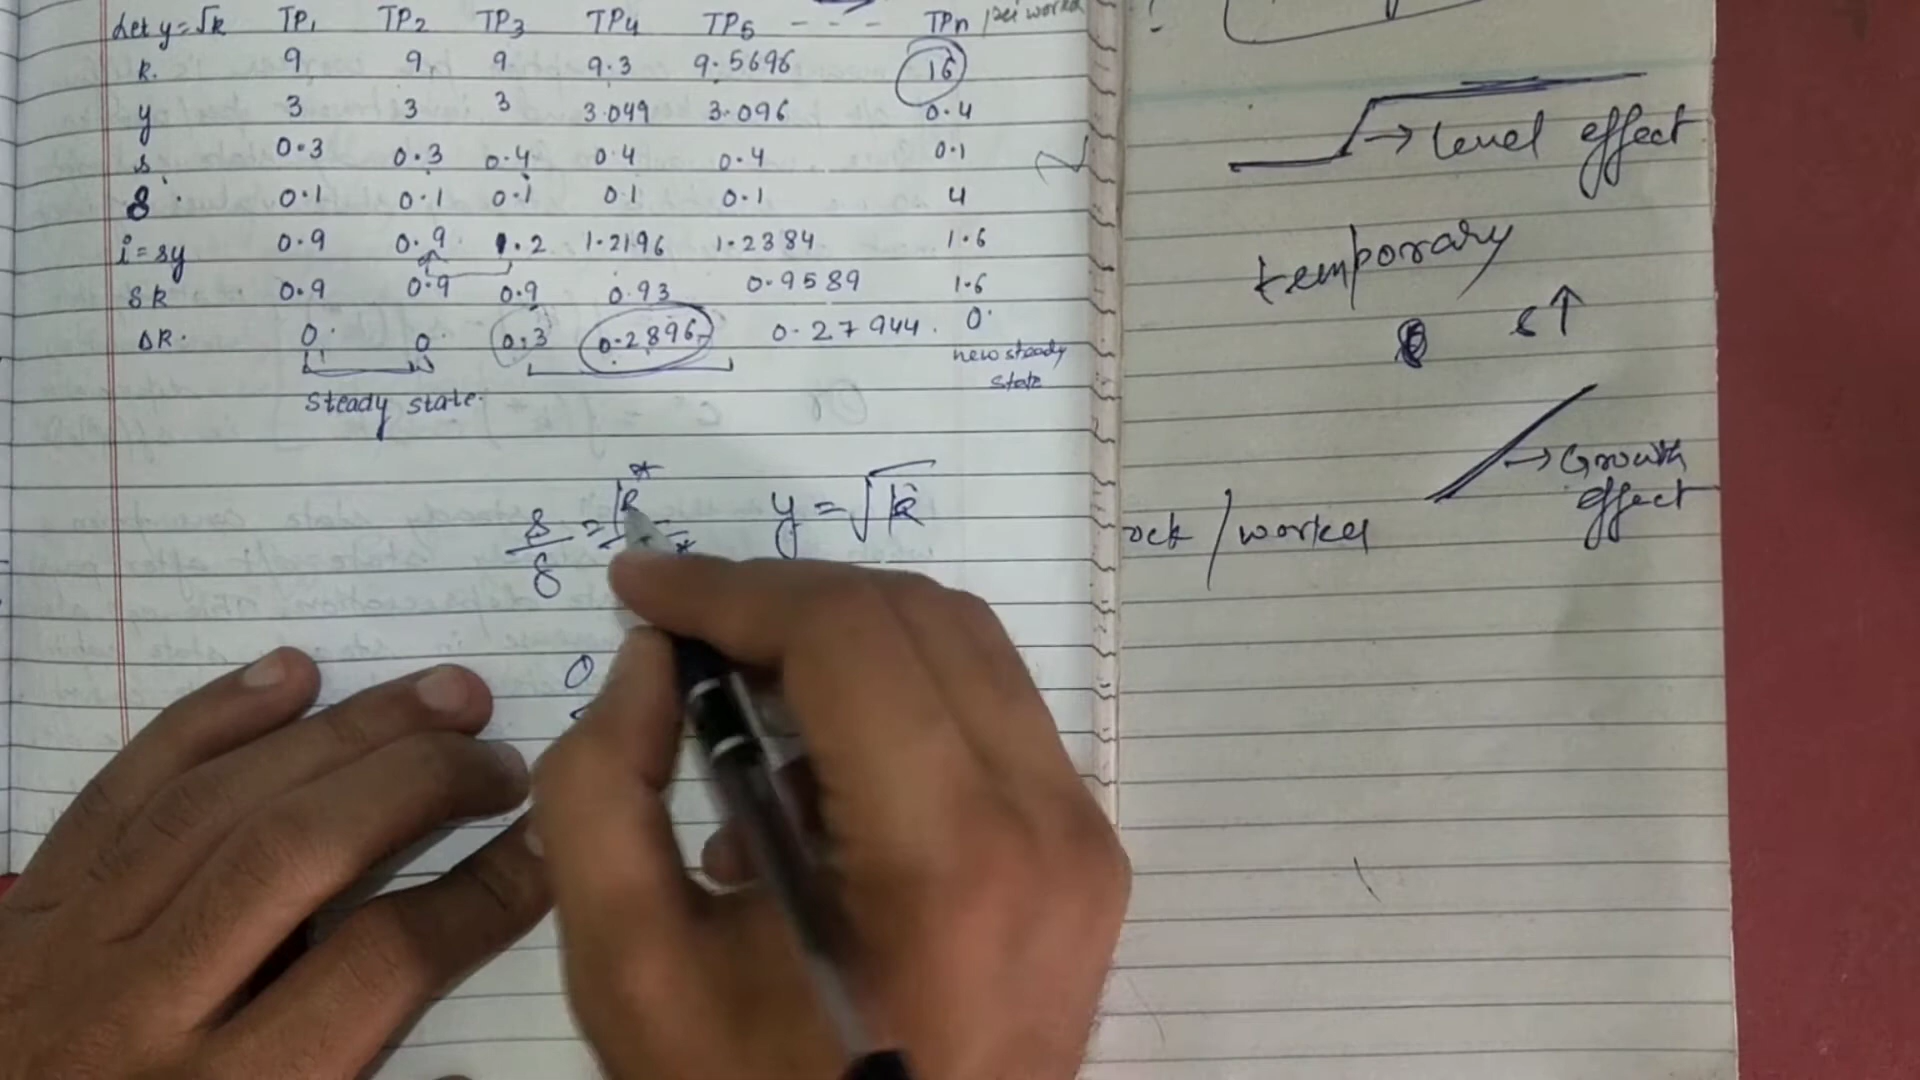 Let y = √k TP1 TP2 TP3 TP4 TP5 - - - TPn
k. 9 9 9 9.3 9.5696 16
y 3 3 3 3.049 3.096 0.4
s 0.3 0.3 0.4 0.4 0.4 0.1
δ 0.1 0.1 0.1 0.1 0.1 4
i = sy 0.9 0.9 1.2 1.2196 1.2384 1.6
δk 0.9 0.9 0.9 0.93 0.9589 1.6
Δk. 0. 0. 0.3 0.2896 0.27944. 0.
Steady state.
new steady
state
s/δ = k*/ * y = √k
0
→ Level effect
temporary
s↑
→ Growth
effect
ock / worker